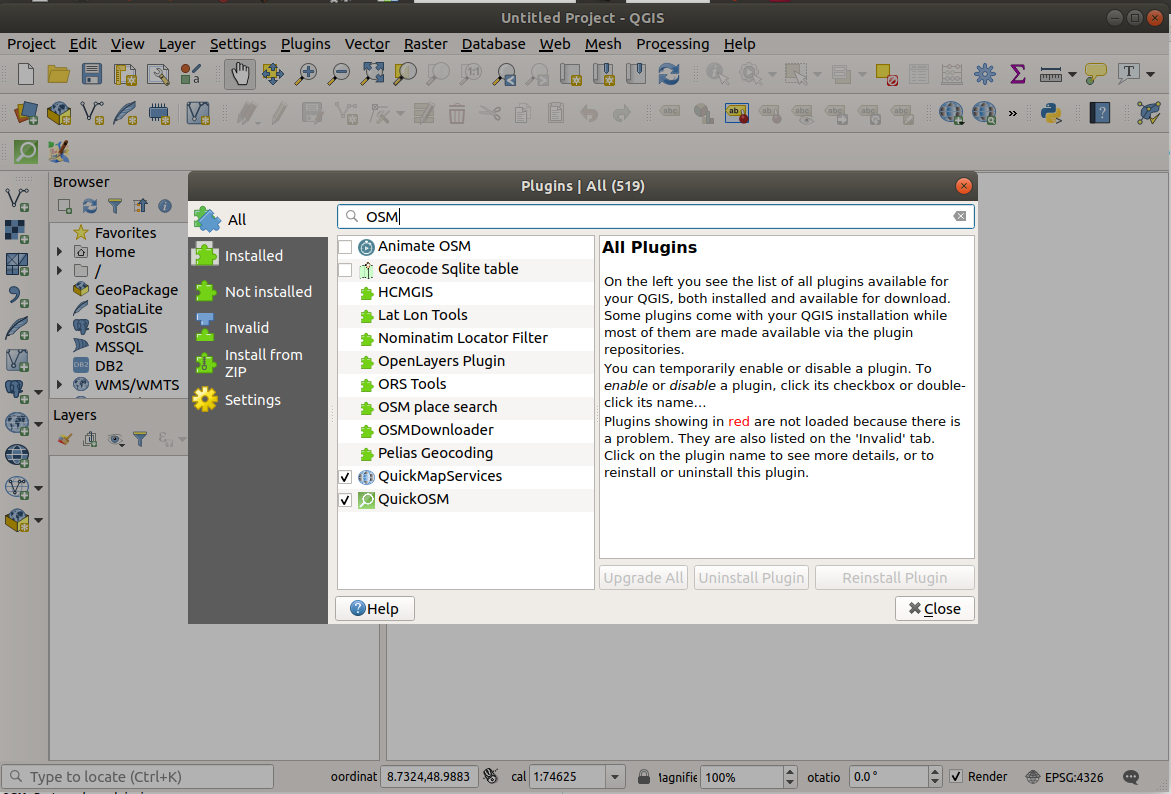 Untitled Project - QGIS
Project Edit View Layer Settings Plugins Vector Raster Database Web Mesh Processing Help
Browser
Favorites
Home
/
GeoPackage
SpatiaLite
PostGIS
MSSQL
DB2
WMS/WMTS
Layers
Plugins | All (519)
All
Installed
Not installed
Invalid
Install from
ZIP
Settings
OSM
Animate OSM
Geocode Sqlite table
HCMGIS
Lat Lon Tools
Nominatim Locator Filter
OpenLayers Plugin
ORS Tools
OSM place search
OSMDownloader
Pelias Geocoding
QuickMapServices
QuickOSM
All Plugins
On the left you see the list of all plugins available for
your QGIS, both installed and available for download.
Some plugins come with your QGIS installation while
most of them are made available via the plugin
repositories.
You can temporarily enable or disable a plugin. To
enable or disable a plugin, click its checkbox or double-
click its name...
Plugins showing in red are not loaded because there is
a problem. They are also listed on the 'Invalid' tab.
Click on the plugin name to see more details, or to
reinstall or uninstall this plugin.
Upgrade All Uninstall Plugin Reinstall Plugin
Help Close
Type to locate (Ctrl+K) oordinat 8.7324,48.9883 cal 1:74625 Magnifie 100% otatio 0.0 ° Render EPSG:4326